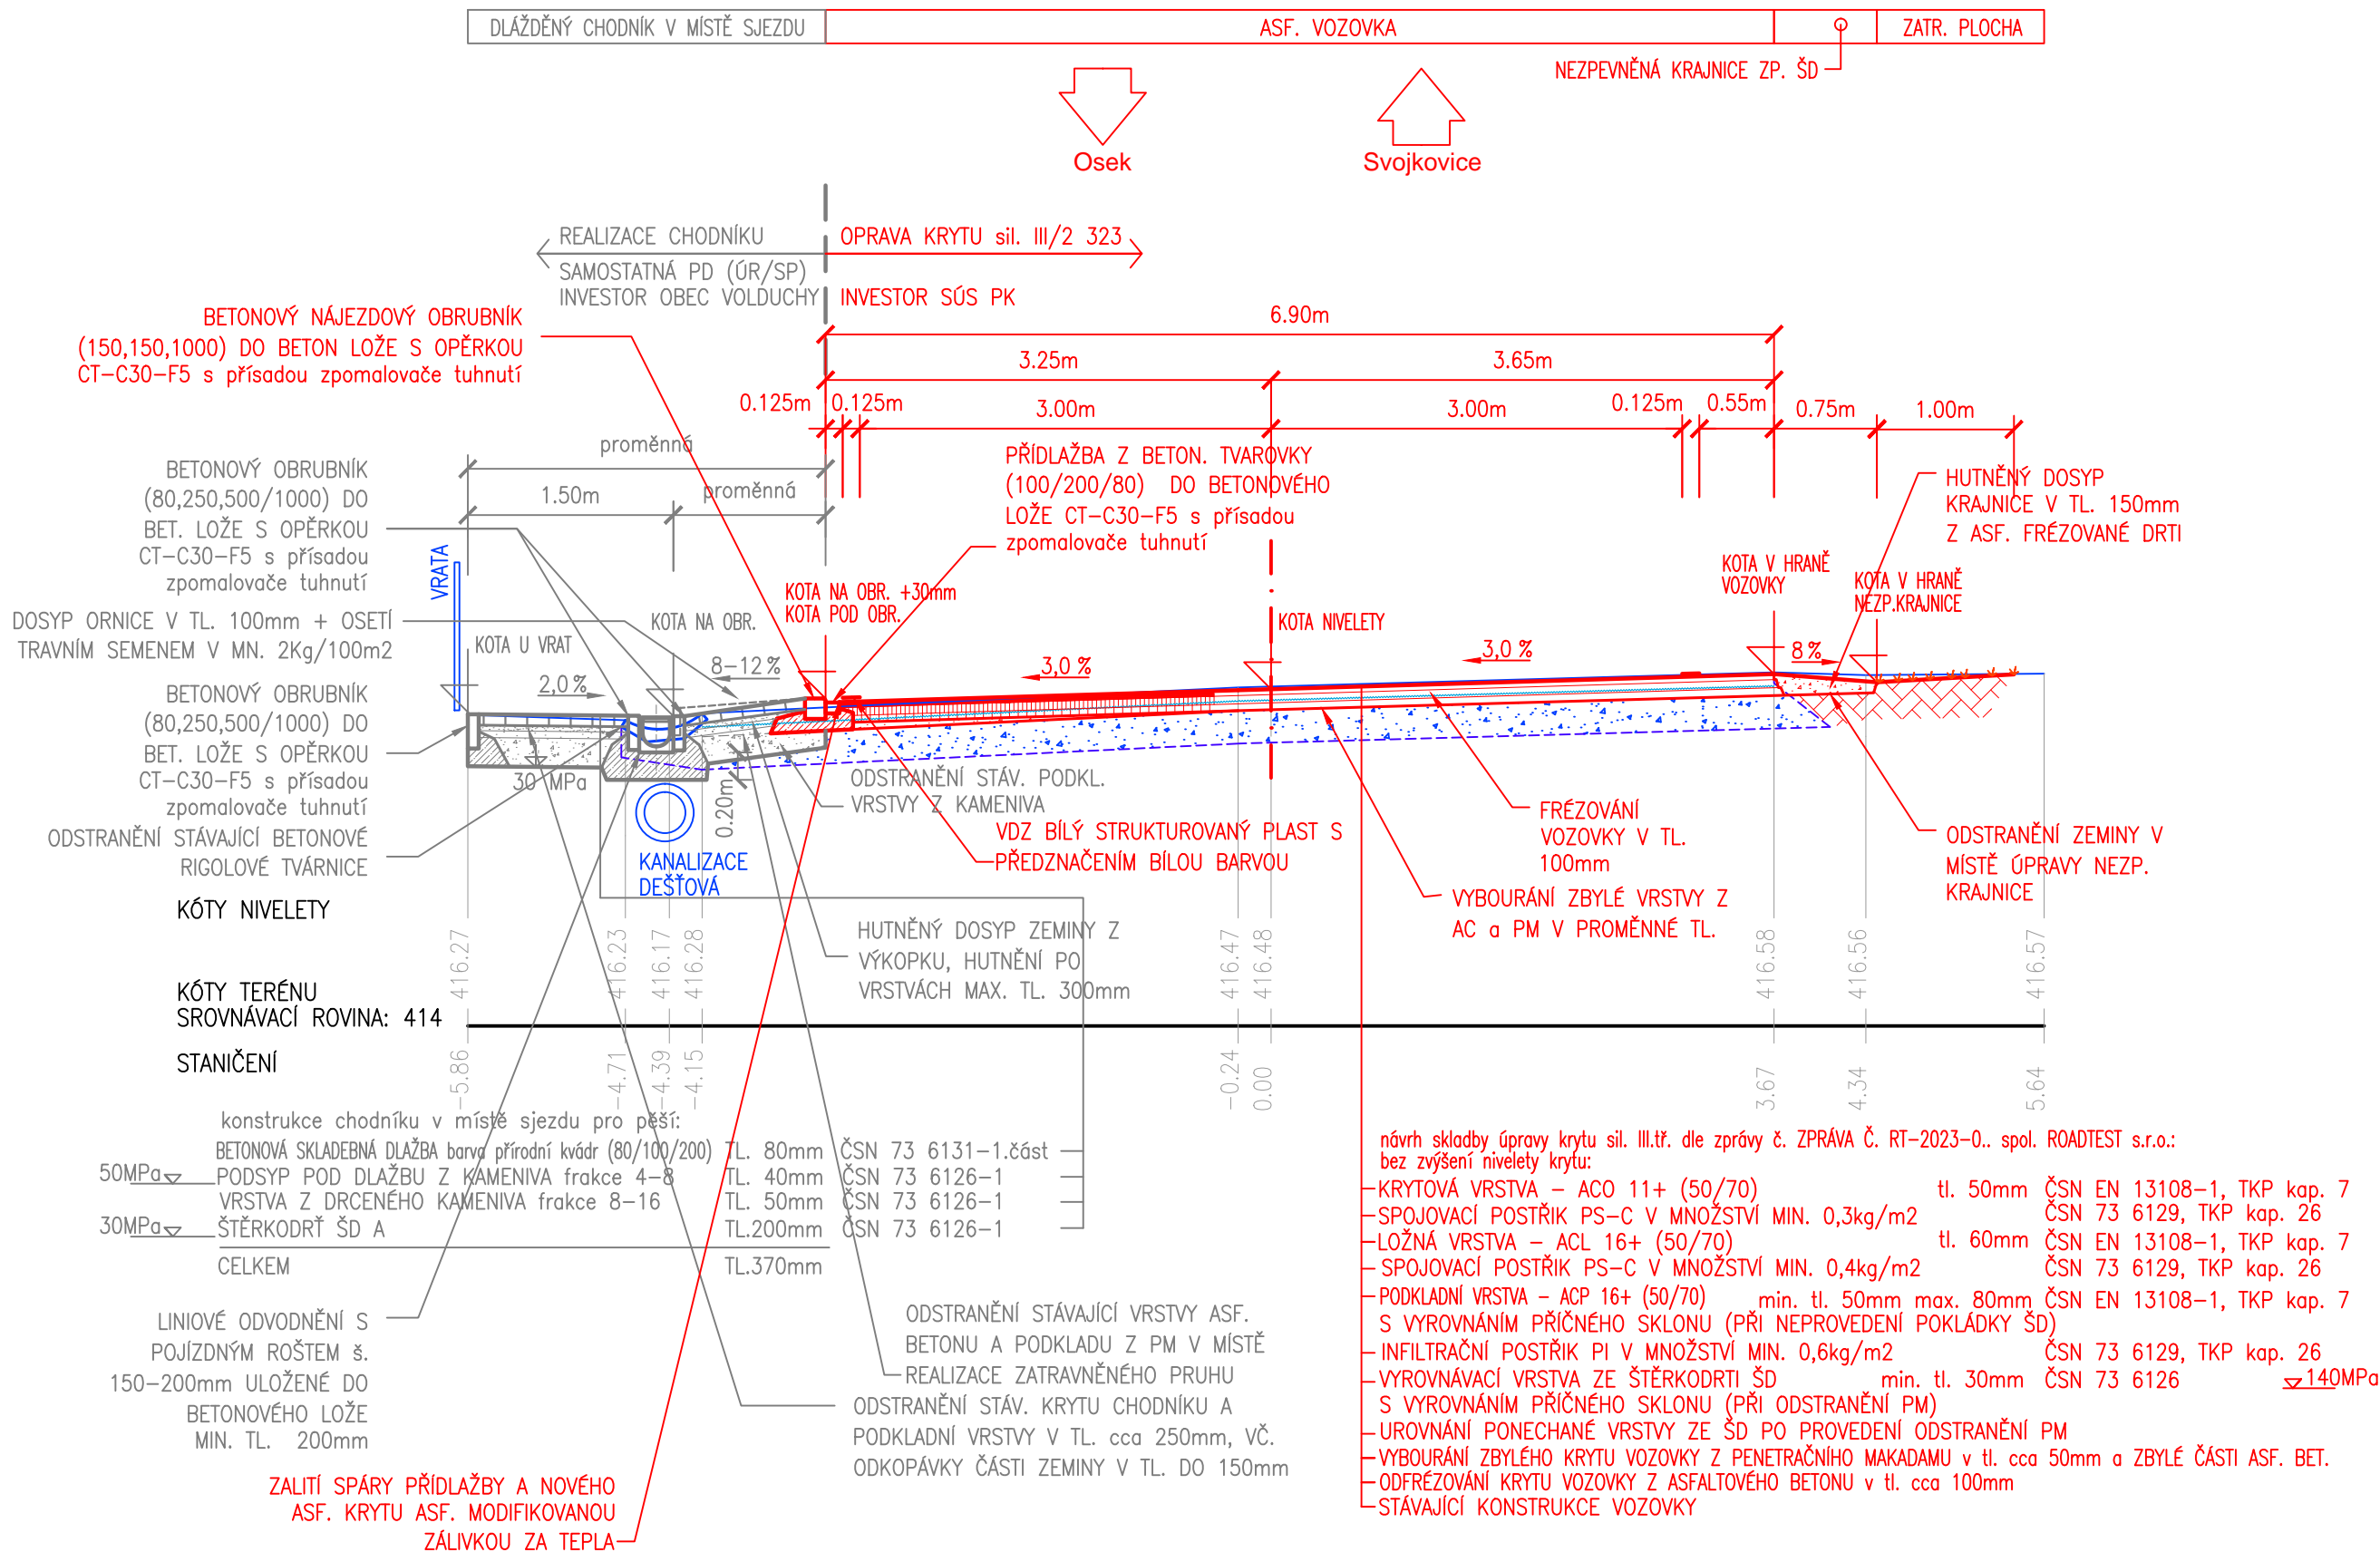 DLÁŽDĚNÝ CHODNÍK V MÍSTĚ SJEZDU
ASF. VOZOVKA
ZATR. PLOCHA
NEZPEVNĚNÁ KRAJNICE ZP. ŠD
Osek
Svojkovice
REALIZACE CHODNÍKU
SAMOSTATNÁ PD (ÚR/SP)
INVESTOR OBEC VOLDUCHY
OPRAVA KRYTU sil. III/2 323
INVESTOR SÚS PK
BETONOVÝ NÁJEZDOVÝ OBRUBNÍK
(150,150,1000) DO BETON LOŽE S OPĚRKOU
CT-C30-F5 s přísadou zpomalovače tuhnutí
6.90m
3.25m
3.65m
0.125m
0.125m
3.00m
3.00m
0.125m
0.55m
0.75m
1.00m
proměnná
1.50m
proměnná
BETONOVÝ OBRUBNÍK
(80,250,500/1000) DO
BET. LOŽE S OPĚRKOU
CT-C30-F5 s přísadou
zpomalovače tuhnutí
VRATA
PŘÍDLAŽBA Z BETON. TVAROVKY
(100/200/80) DO BETONOVÉHO
LOŽE CT-C30-F5 s přísadou
zpomalovače tuhnutí
HUTNĚNÝ DOSYP
KRAJNICE V TL. 150mm
Z ASF. FRÉZOVANÉ DRTI
KOTA V HRANĚ
VOZOVKY
KOTA V HRANĚ
NEZP.KRAJNICE
KOTA NA OBR. +30mm
KOTA POD OBR.
KOTA NA OBR.
KOTA NIVELETY
DOSYP ORNICE V TL. 100mm + OSETÍ
TRAVNÍM SEMENEM V MN. 2Kg/100m2
KOTA U VRAT
2,0%
8-12%
3,0%
3,0%
8%
BETONOVÝ OBRUBNÍK
(80,250,500/1000) DO
BET. LOŽE S OPĚRKOU
CT-C30-F5 s přísadou
zpomalovače tuhnutí
30 MPa
0.20m
ODSTRANĚNÍ STÁV. PODKL.
VRSTVY Z KAMENIVA
ODSTRANĚNÍ STÁVAJÍCÍ BETONOVÉ
RIGOLOVÉ TVÁRNICE
KANALIZACE
DEŠŤOVÁ
VDZ BÍLÝ STRUKTUROVANÝ PLAST S
PŘEDZNAČENÍM BÍLOU BARVOU
FRÉZOVÁNÍ
VOZOVKY V TL.
100mm
VYBOURÁNÍ ZBYLÉ VRSTVY Z
AC a PM V PROMĚNNÉ TL.
ODSTRANĚNÍ ZEMINY V
MÍSTĚ ÚPRAVY NEZP.
KRAJNICE
HUTNĚNÝ DOSYP ZEMINY Z
VÝKOPKU, HUTNĚNÍ PO
VRSTVÁCH MAX. TL. 300mm
KÓTY NIVELETY
416.27
416.23
416.17
416.28
416.47
416.48
416.58
416.56
416.57
KÓTY TERÉNU
SROVNÁVACÍ ROVINA: 414
STANIČENÍ
-5.86
-4.71
-4.39
-4.15
-0.24
0.00
3.67
4.34
5.64
konstrukce chodníku v místě sjezdu pro pěší:
BETONOVÁ SKLADEBNÁ DLAŽBA barva přírodní kvádr (80/100/200) TL. 80mm ČSN 73 6131-1.část
50MPa PODSYP POD DLAŽBU Z KAMENIVA frakce 4-8 TL. 40mm ČSN 73 6126-1
VRSTVA Z DRCENÉHO KAMENIVA frakce 8-16 TL. 50mm ČSN 73 6126-1
30MPa ŠTĚRKODRŤ ŠD A TL.200mm ČSN 73 6126-1
CELKEM TL.370mm
LINIOVÉ ODVODNĚNÍ S
POJÍZDNÝM ROŠTEM š.
150-200mm ULOŽENÉ DO
BETONOVÉHO LOŽE
MIN. TL. 200mm
ODSTRANĚNÍ STÁVAJÍCÍ VRSTVY ASF.
BETONU A PODKLADU Z PM V MÍSTĚ
REALIZACE ZATRAVNĚNÉHO PRUHU
ODSTRANĚNÍ STÁV. KRYTU CHODNÍKU A
PODKLADNÍ VRSTVY V TL. cca 250mm, VČ.
ODKOPÁVKY ČÁSTI ZEMINY V TL. DO 150mm
ZALITÍ SPÁRY PŘÍDLAŽBY A NOVÉHO
ASF. KRYTU ASF. MODIFIKOVANOU
ZÁLIVKOU ZA TEPLA
návrh skladby úpravy krytu sil. III.tř. dle zprávy č. ZPRÁVA Č. RT-2023-0.. spol. ROADTEST s.r.o.:
bez zvýšení nivelety krytu:
KRYTOVÁ VRSTVA - ACO 11+ (50/70) tl. 50mm ČSN EN 13108-1, TKP kap. 7
SPOJOVACÍ POSTŘIK PS-C V MNOŽSTVÍ MIN. 0,3kg/m2 ČSN 73 6129, TKP kap. 26
LOŽNÁ VRSTVA - ACL 16+ (50/70) tl. 60mm ČSN EN 13108-1, TKP kap. 7
SPOJOVACÍ POSTŘIK PS-C V MNOŽSTVÍ MIN. 0,4kg/m2 ČSN 73 6129, TKP kap. 26
PODKLADNÍ VRSTVA - ACP 16+ (50/70) min. tl. 50mm max. 80mm ČSN EN 13108-1, TKP kap. 7
S VYROVNÁNÍM PŘÍČNÉHO SKLONU (PŘI NEPROVEDENÍ POKLÁDKY ŠD)
INFILTRAČNÍ POSTŘIK PI V MNOŽSTVÍ MIN. 0,6kg/m2 ČSN 73 6129, TKP kap. 26
VYROVNÁVACÍ VRSTVA ZE ŠTĚRKODRTI ŠD min. tl. 30mm ČSN 73 6126 140MPa
S VYROVNÁNÍM PŘÍČNÉHO SKLONU (PŘI ODSTRANĚNÍ PM)
UROVNÁNÍ PONECHANÉ VRSTVY ZE ŠD PO PROVEDENÍ ODSTRANĚNÍ PM
VYBOURÁNÍ ZBYLÉHO KRYTU VOZOVKY Z PENETRAČNÍHO MAKADAMU v tl. cca 50mm a ZBYLÉ ČÁSTI ASF. BET.
ODFRÉZOVÁNÍ KRYTU VOZOVKY Z ASFALTOVÉHO BETONU v tl. cca 100mm
STÁVAJÍCÍ KONSTRUKCE VOZOVKY